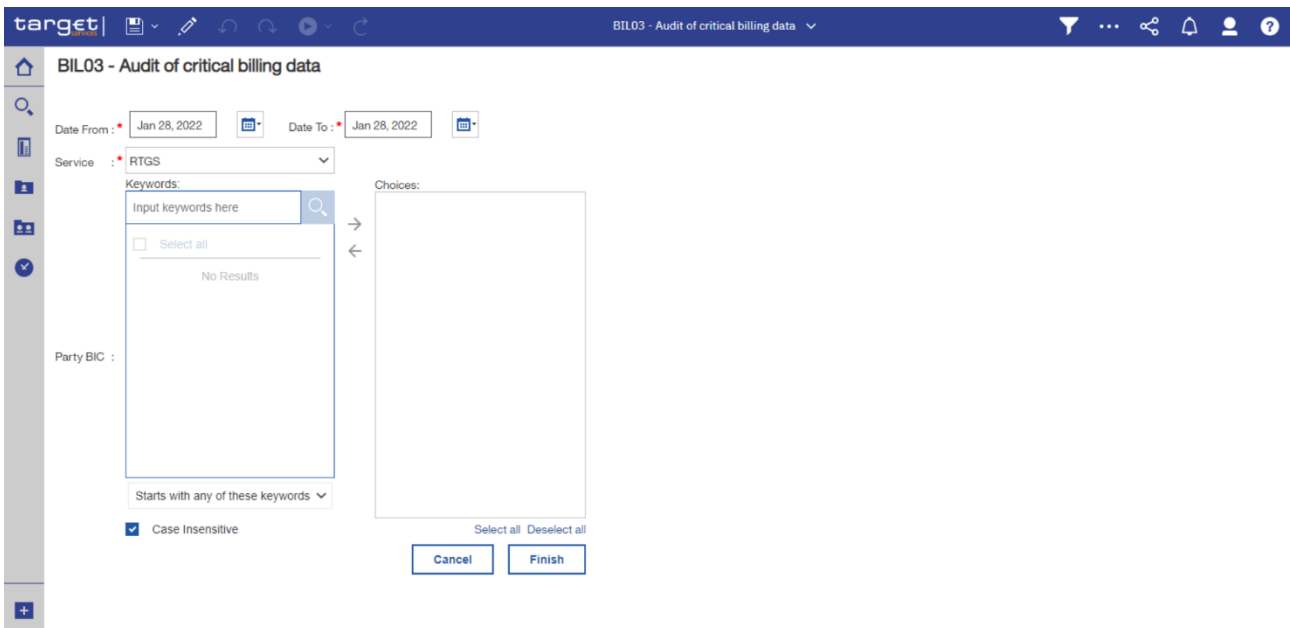 target| services BIL03 - Audit of critical billing data
BIL03 - Audit of critical billing data
Date From :* Jan 28, 2022 Date To :* Jan 28, 2022
Service :* RTGS
Keywords: Choices:
Input keywords here
Select all
No Results
Party BIC :
Starts with any of these keywords
Case Insensitive Select all Deselect all
Cancel Finish